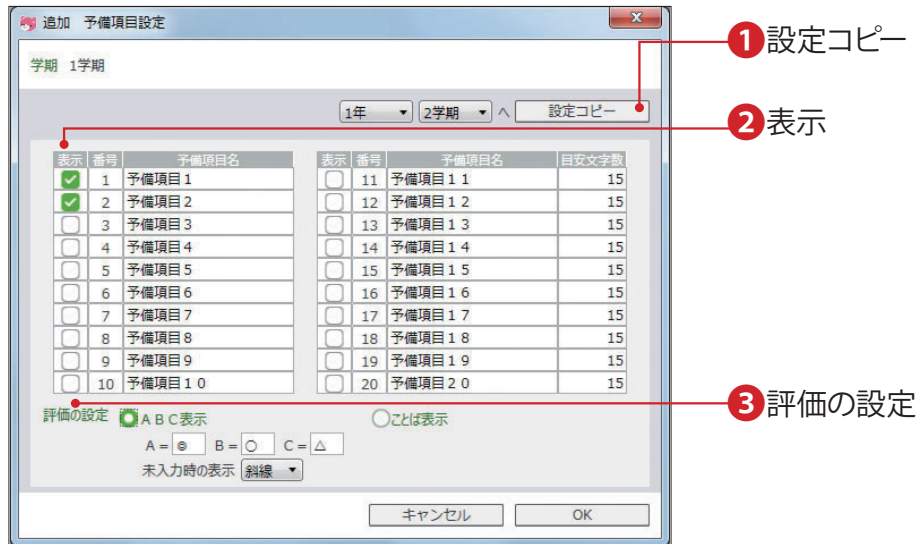 追加 予備項目設定
学期 1学期
1年 2学期 へ 設定コピー
表示 番号 予備項目名 表示 番号 予備項目名 目安文字数
1 予備項目1 11 予備項目11 15
2 予備項目2 12 予備項目12 15
3 予備項目3 13 予備項目13 15
4 予備項目4 14 予備項目14 15
5 予備項目5 15 予備項目15 15
6 予備項目6 16 予備項目16 15
7 予備項目7 17 予備項目17 15
8 予備項目8 18 予備項目18 15
9 予備項目9 19 予備項目19 15
10 予備項目10 20 予備項目20 15
評価の設定 ABC表示 ことば表示
A = ◎ B = ○ C = △
未入力時の表示 斜線
キャンセル OK
1 設定コピー
2 表示
3 評価の設定